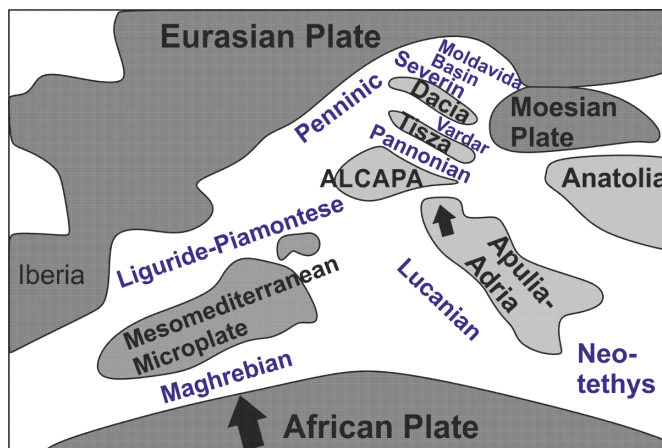 Eurasian Plate
Moldavida
Basin
Severin
Penninic
Dacia
Moesian
Plate
Vardar
Tisza
Pannonian
ALCAPA
Anatolia
Liguride-Piamontese
Iberia
Apulia-
Adria
Lucanian
Mesomediterranean
Microplate
Maghrebian
Neo-
tethys
African Plate